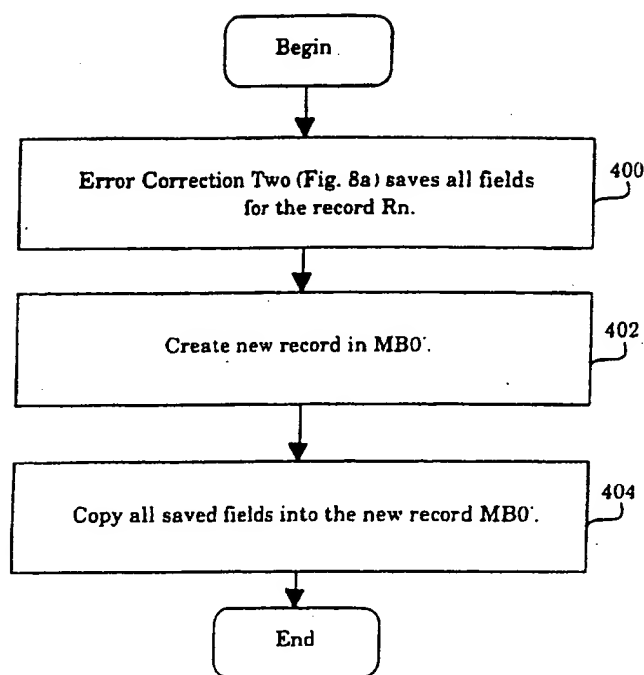 Begin
Error Correction Two (Fig. 8a) saves all fields
for the record Rn.
400
Create new record in MB0'.
402
Copy all saved fields into the new record MB0'.
404
End